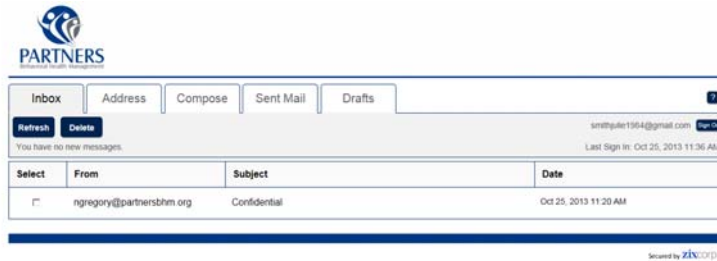 PARTNERS
Behavioral Health Management
Inbox Address Compose Sent Mail Drafts
?
Refresh Delete smithjulie1984@gmail.com Sign O
You have no new messages. Last Sign In: Oct 25, 2013 11:36 AM
Select From Subject Date
ngregory@partnersbhm.org Confidential Oct 25, 2013 11:20 AM
Secured by zixcorp